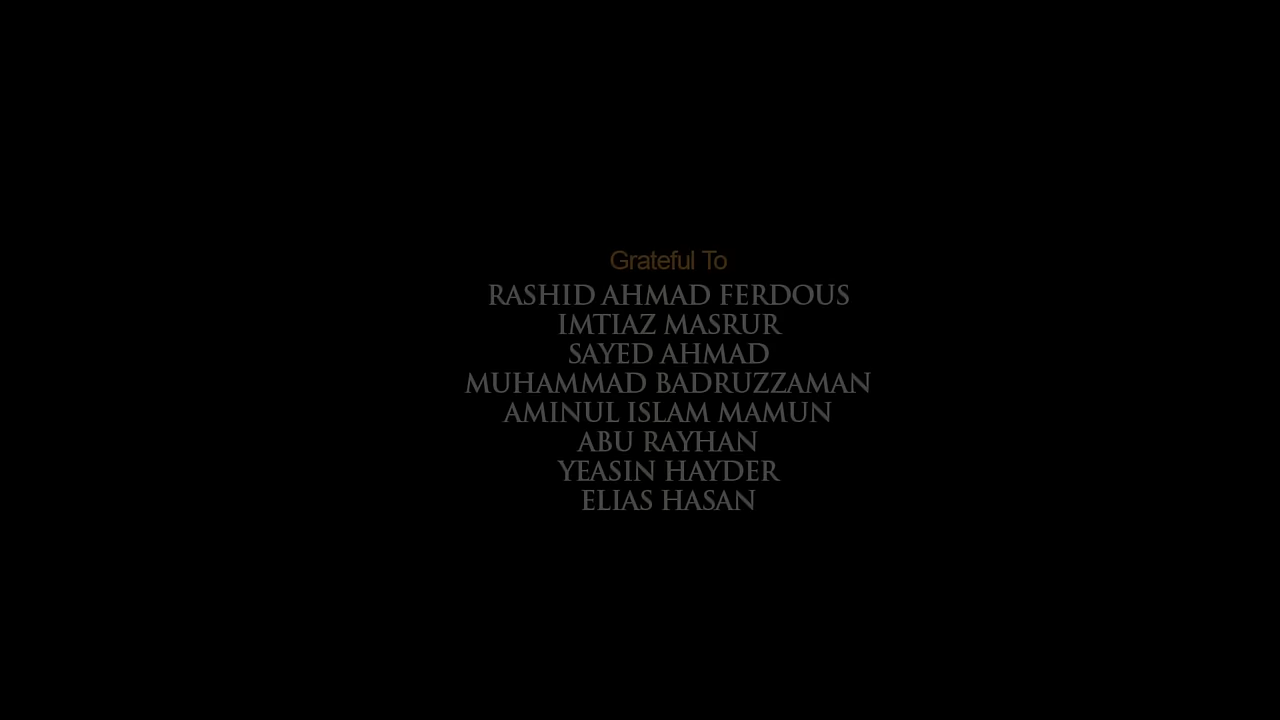 Grateful To
RASHID AHMAD FERDOUS
IMTIAZ MASRUR
SAYED AHMAD
MUHAMMAD BADRUZZAMAN
AMINUL ISLAM MAMUN
ABU RAYHAN
YEASIN HAYDER
ELIAS HASAN